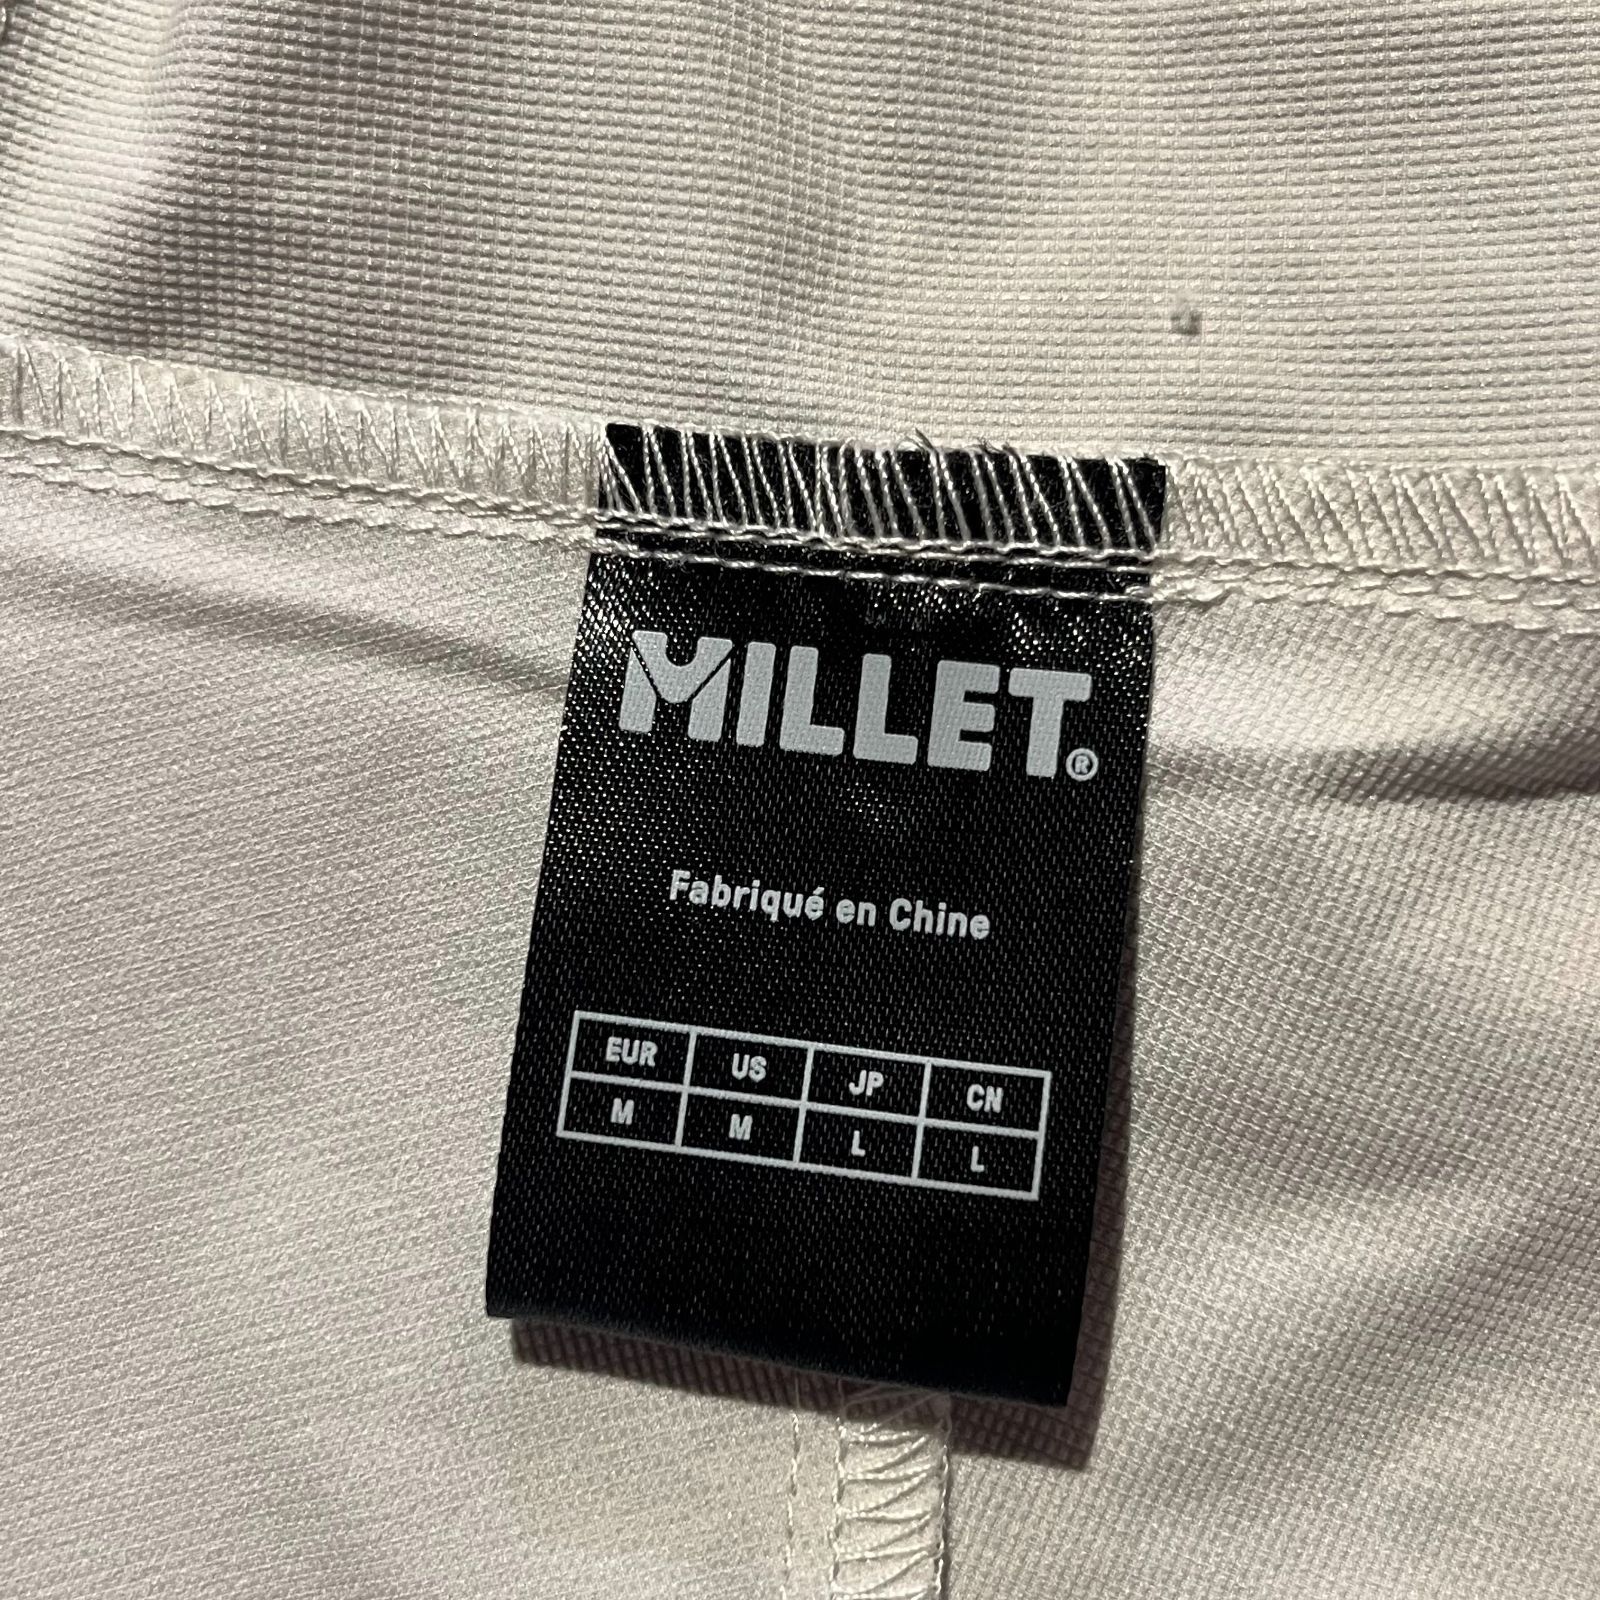 MILLET®
Fabriqué en Chine
EUR US JP CN
M M L L